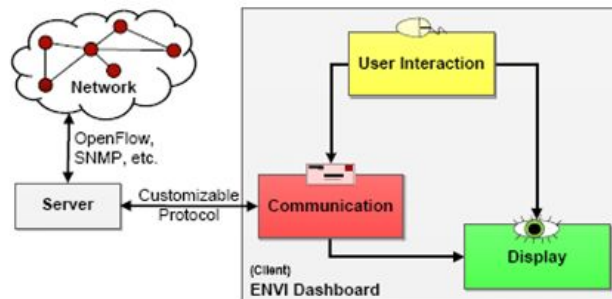 Network
OpenFlow,
SNMP, etc.
Server
Customizable
Protocol
User Interaction
Communication
Display
(Client)
ENVI Dashboard